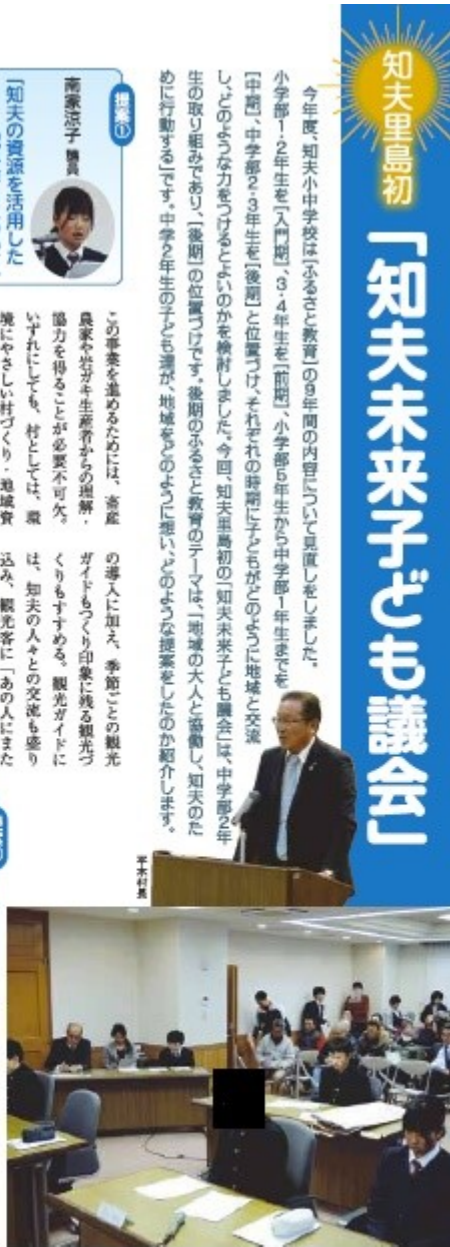 知夫里島初
「知夫未来子ども議会」
今年度、知夫小中学校は「ふるさと教育」の9年間の内容について見直しをしました。
小学部1・2年生を［入門期］、3・4年生を［前期］、小学部5年生から中学部1年生までを
［中期］、中学部2・3年生を［後期］と位置づけ、それぞれの時期に子どもがどのように地域と交流
し、どのような力をつけるとよいのかを検討しました。今回、知夫里島初の「知夫未来子ども議会」は、中学部2年
生の取り組みであり、［後期］の位置づけです。後期のふるさと教育のテーマは、「地域の大人と協働し、知夫のた
めに行動する」です。中学2年生の子ども達が、地域をどのように想い、どのような提案をしたのか紹介します。
平木村長
提案①
南家涼子 議員
「知夫の資源を活用した
この事業を進めるためには、畜産
農家や岩ガキ生産者からの理解・
協力を得ることが必要不可欠。
いずれにしても、村としては、環
境にやさしい村づくり・地域資
の導入に加え、季節ごとの観光
ガイドもつくり印象に残る観光づ
くりもすすめる。観光ガイドに
は、知夫の人々との交流も盛り
込み、観光客に「あの人にまた